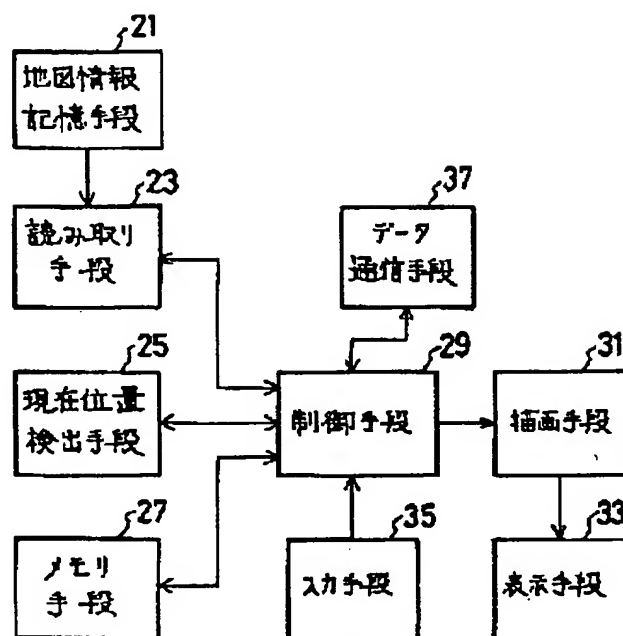 21
地図情報
記憶手段
23
読み取り
手段
37
データ
通信手段
25
現在位置
検出手段
29
制御手段
31
描画手段
27
メモリ
手段
35
入力手段
33
表示手段